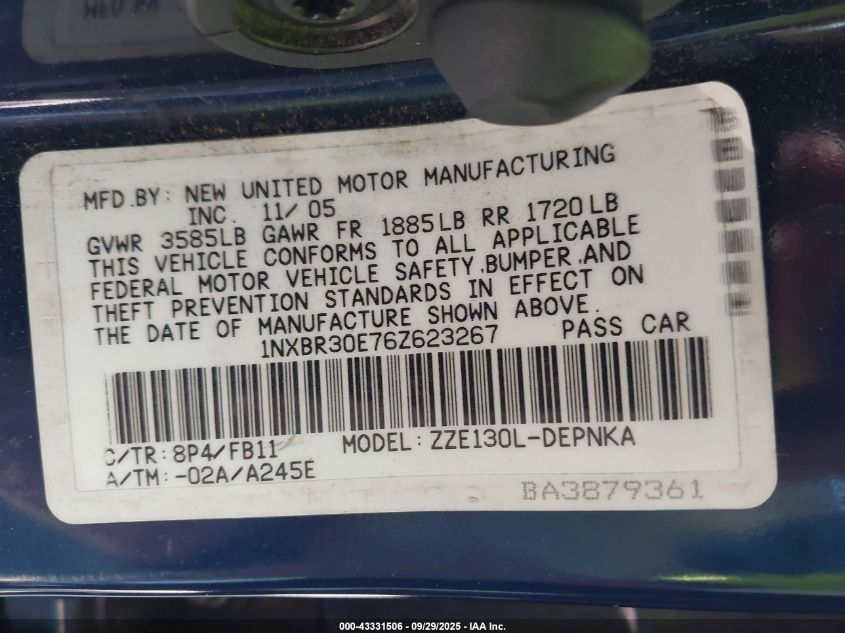 MFD.BY: NEW UNITED MOTOR MANUFACTURING
INC. 11/05
GVWR 3585LB GAWR FR 1885LB RR 1720LB
THIS VEHICLE CONFORMS TO ALL APPLICABLE
FEDERAL MOTOR VEHICLE SAFETY,BUMPER,AND
THEFT PREVENTION STANDARDS IN EFFECT ON
THE DATE OF MANUFACTURE SHOWN ABOVE.
1NXBR30E76Z623267 PASS CAR
C/TR:8P4/FB11 MODEL: ZZE130L-DEPNKA
A/TM:-02A/A245E
BA3879361
000-43331506 - 09/29/2025 - IAA Inc.